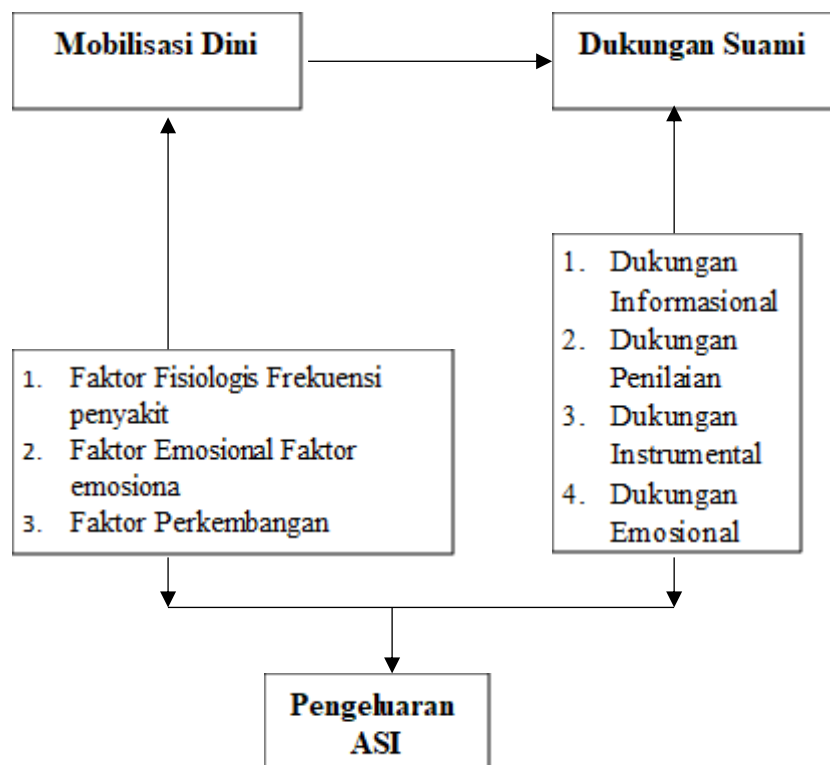 Mobilisasi Dini
Dukungan Suami
1. Faktor Fisiologis Frekuensi
penyakit
2. Faktor Emosional Faktor
emosiona
3. Faktor Perkembangan
1. Dukungan
Informasional
2. Dukungan
Penilaian
3. Dukungan
Instrumental
4. Dukungan
Emosional
Pengeluaran
ASI